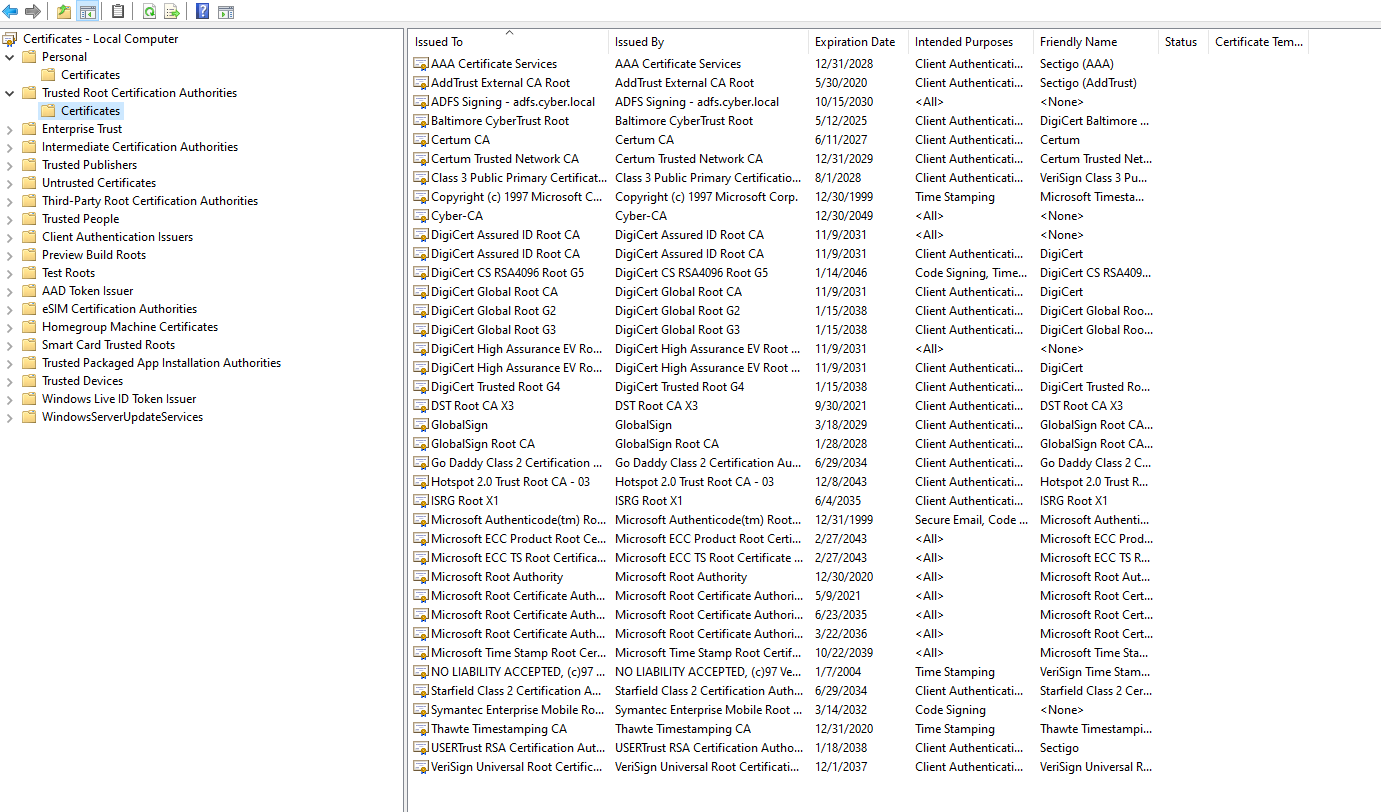 Certificates - Local Computer
Personal
Certificates
Trusted Root Certification Authorities
Certificates
Enterprise Trust
Intermediate Certification Authorities
Trusted Publishers
Untrusted Certificates
Third-Party Root Certification Authorities
Trusted People
Client Authentication Issuers
Preview Build Roots
Test Roots
AAD Token Issuer
eSIM Certification Authorities
Homegroup Machine Certificates
Smart Card Trusted Roots
Trusted Packaged App Installation Authorities
Trusted Devices
Windows Live ID Token Issuer
WindowsServerUpdateServices
Issued To Issued By Expiration Date Intended Purposes Friendly Name Status Certificate Tem...
AAA Certificate Services AAA Certificate Services 12/31/2028 Client Authenticati... Sectigo (AAA)
AddTrust External CA Root AddTrust External CA Root 5/30/2020 Client Authenticati... Sectigo (AddTrust)
ADFS Signing - adfs.cyber.local ADFS Signing - adfs.cyber.local 10/15/2030 <All> <None>
Baltimore CyberTrust Root Baltimore CyberTrust Root 5/12/2025 Client Authenticati... DigiCert Baltimore ...
Certum CA Certum CA 6/11/2027 Client Authenticati... Certum
Certum Trusted Network CA Certum Trusted Network CA 12/31/2029 Client Authenticati... Certum Trusted Net...
Class 3 Public Primary Certificat... Class 3 Public Primary Certificatio... 8/1/2028 Client Authenticati... VeriSign Class 3 Pu...
Copyright (c) 1997 Microsoft C... Copyright (c) 1997 Microsoft Corp. 12/30/1999 Time Stamping Microsoft Timesta...
Cyber-CA Cyber-CA 12/30/2049 <All> <None>
DigiCert Assured ID Root CA DigiCert Assured ID Root CA 11/9/2031 <All> <None>
DigiCert Assured ID Root CA DigiCert Assured ID Root CA 11/9/2031 Client Authenticati... DigiCert
DigiCert CS RSA4096 Root G5 DigiCert CS RSA4096 Root G5 1/14/2046 Code Signing, Time... DigiCert CS RSA409...
DigiCert Global Root CA DigiCert Global Root CA 11/9/2031 Client Authenticati... DigiCert
DigiCert Global Root G2 DigiCert Global Root G2 1/15/2038 Client Authenticati... DigiCert Global Roo...
DigiCert Global Root G3 DigiCert Global Root G3 1/15/2038 Client Authenticati... DigiCert Global Roo...
DigiCert High Assurance EV Ro... DigiCert High Assurance EV Root ... 11/9/2031 <All> <None>
DigiCert High Assurance EV Ro... DigiCert High Assurance EV Root ... 11/9/2031 Client Authenticati... DigiCert
DigiCert Trusted Root G4 DigiCert Trusted Root G4 1/15/2038 Client Authenticati... DigiCert Trusted Ro...
DST Root CA X3 DST Root CA X3 9/30/2021 Client Authenticati... DST Root CA X3
GlobalSign GlobalSign 3/18/2029 Client Authenticati... GlobalSign Root CA...
GlobalSign Root CA GlobalSign Root CA 1/28/2028 Client Authenticati... GlobalSign Root CA...
Go Daddy Class 2 Certification ... Go Daddy Class 2 Certification Au... 6/29/2034 Client Authenticati... Go Daddy Class 2 C...
Hotspot 2.0 Trust Root CA - 03 Hotspot 2.0 Trust Root CA - 03 12/8/2043 Client Authenticati... Hotspot 2.0 Trust R...
ISRG Root X1 ISRG Root X1 6/4/2035 Client Authenticati... ISRG Root X1
Microsoft Authenticode(tm) Ro... Microsoft Authenticode(tm) Root... 12/31/1999 Secure Email, Code ... Microsoft Authenti...
Microsoft ECC Product Root Ce... Microsoft ECC Product Root Certi... 2/27/2043 <All> Microsoft ECC Prod...
Microsoft ECC TS Root Certifica... Microsoft ECC TS Root Certificate ... 2/27/2043 <All> Microsoft ECC TS R...
Microsoft Root Authority Microsoft Root Authority 12/30/2020 <All> Microsoft Root Aut...
Microsoft Root Certificate Auth... Microsoft Root Certificate Authori... 5/9/2021 <All> Microsoft Root Cert...
Microsoft Root Certificate Auth... Microsoft Root Certificate Authori... 6/23/2035 <All> Microsoft Root Cert...
Microsoft Root Certificate Auth... Microsoft Root Certificate Authori... 3/22/2036 <All> Microsoft Root Cert...
Microsoft Time Stamp Root Cer... Microsoft Time Stamp Root Certif... 10/22/2039 <All> Microsoft Time Sta...
NO LIABILITY ACCEPTED, (c)97 ... NO LIABILITY ACCEPTED, (c)97 Ve... 1/7/2004 Time Stamping VeriSign Time Stam...
Starfield Class 2 Certification A... Starfield Class 2 Certification Auth... 6/29/2034 Client Authenticati... Starfield Class 2 Cer...
Symantec Enterprise Mobile Ro... Symantec Enterprise Mobile Root ... 3/14/2032 Code Signing <None>
Thawte Timestamping CA Thawte Timestamping CA 12/31/2020 Time Stamping Thawte Timestampi...
USERTrust RSA Certification Aut... USERTrust RSA Certification Autho... 1/18/2038 Client Authenticati... Sectigo
VeriSign Universal Root Certific... VeriSign Universal Root Certificati... 12/1/2037 Client Authenticati... VeriSign Universal R...